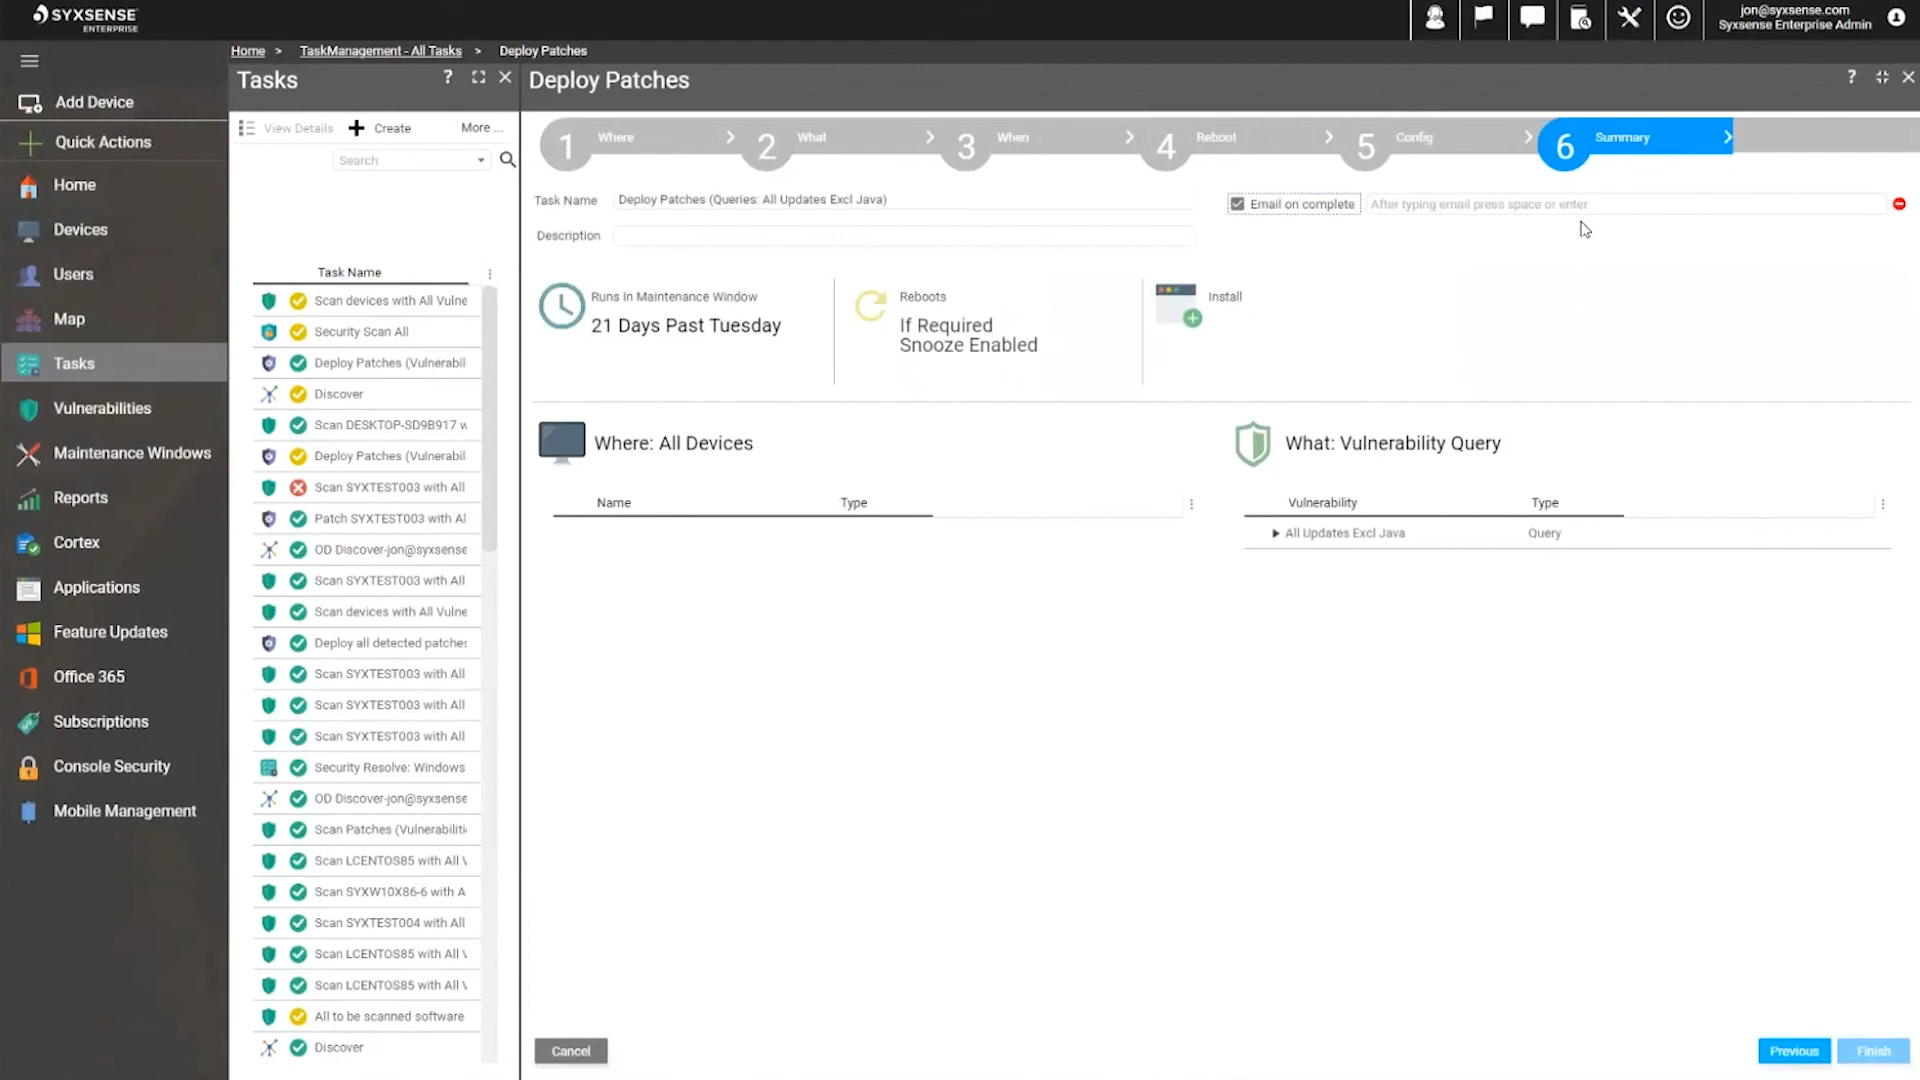 SYXSENSE
ENTERPRISE
jon@syxsense.com
Syxsense Enterprise Admin
Home > TaskManagement - All Tasks > Deploy Patches
Add Device
Quick Actions
Home
Devices
Users
Map
Tasks
Vulnerabilities
Maintenance Windows
Reports
Cortex
Applications
Feature Updates
Office 365
Subscriptions
Console Security
Mobile Management
Tasks
?
View Details
Create
More ...
Search
Task Name
Scan devices with All Vulne
Security Scan All
Deploy Patches (Vulnerabil
Discover
Scan DESKTOP-SD9B917 w
Deploy Patches (Vulnerabil
Scan SYXTEST003 with All
Patch SYXTEST003 with Al
OD Discover-jon@syxsense
Scan SYXTEST003 with All
Scan devices with All Vulne
Deploy all detected patches
Scan SYXTEST003 with All
Scan SYXTEST003 with All
Scan SYXTEST003 with All
Security Resolve: Windows
OD Discover-jon@syxsense
Scan Patches (Vulnerabiliti
Scan LCENTOS85 with All V
Scan SYXW10X86-6 with A
Scan SYXTEST004 with All
Scan LCENTOS85 with All V
Scan LCENTOS85 with All V
All to be scanned software
Discover
Deploy Patches
?
1 Where
2 What
3 When
4 Reboot
5 Config
6 Summary
Task Name Deploy Patches (Queries: All Updates Excl Java)
Email on complete After typing email press space or enter
Description
Runs In Maintenance Window
21 Days Past Tuesday
Reboots
If Required
Snooze Enabled
Install
Where: All Devices
Name Type
What: Vulnerability Query
Vulnerability Type
All Updates Excl Java Query
Cancel
Previous
Finish